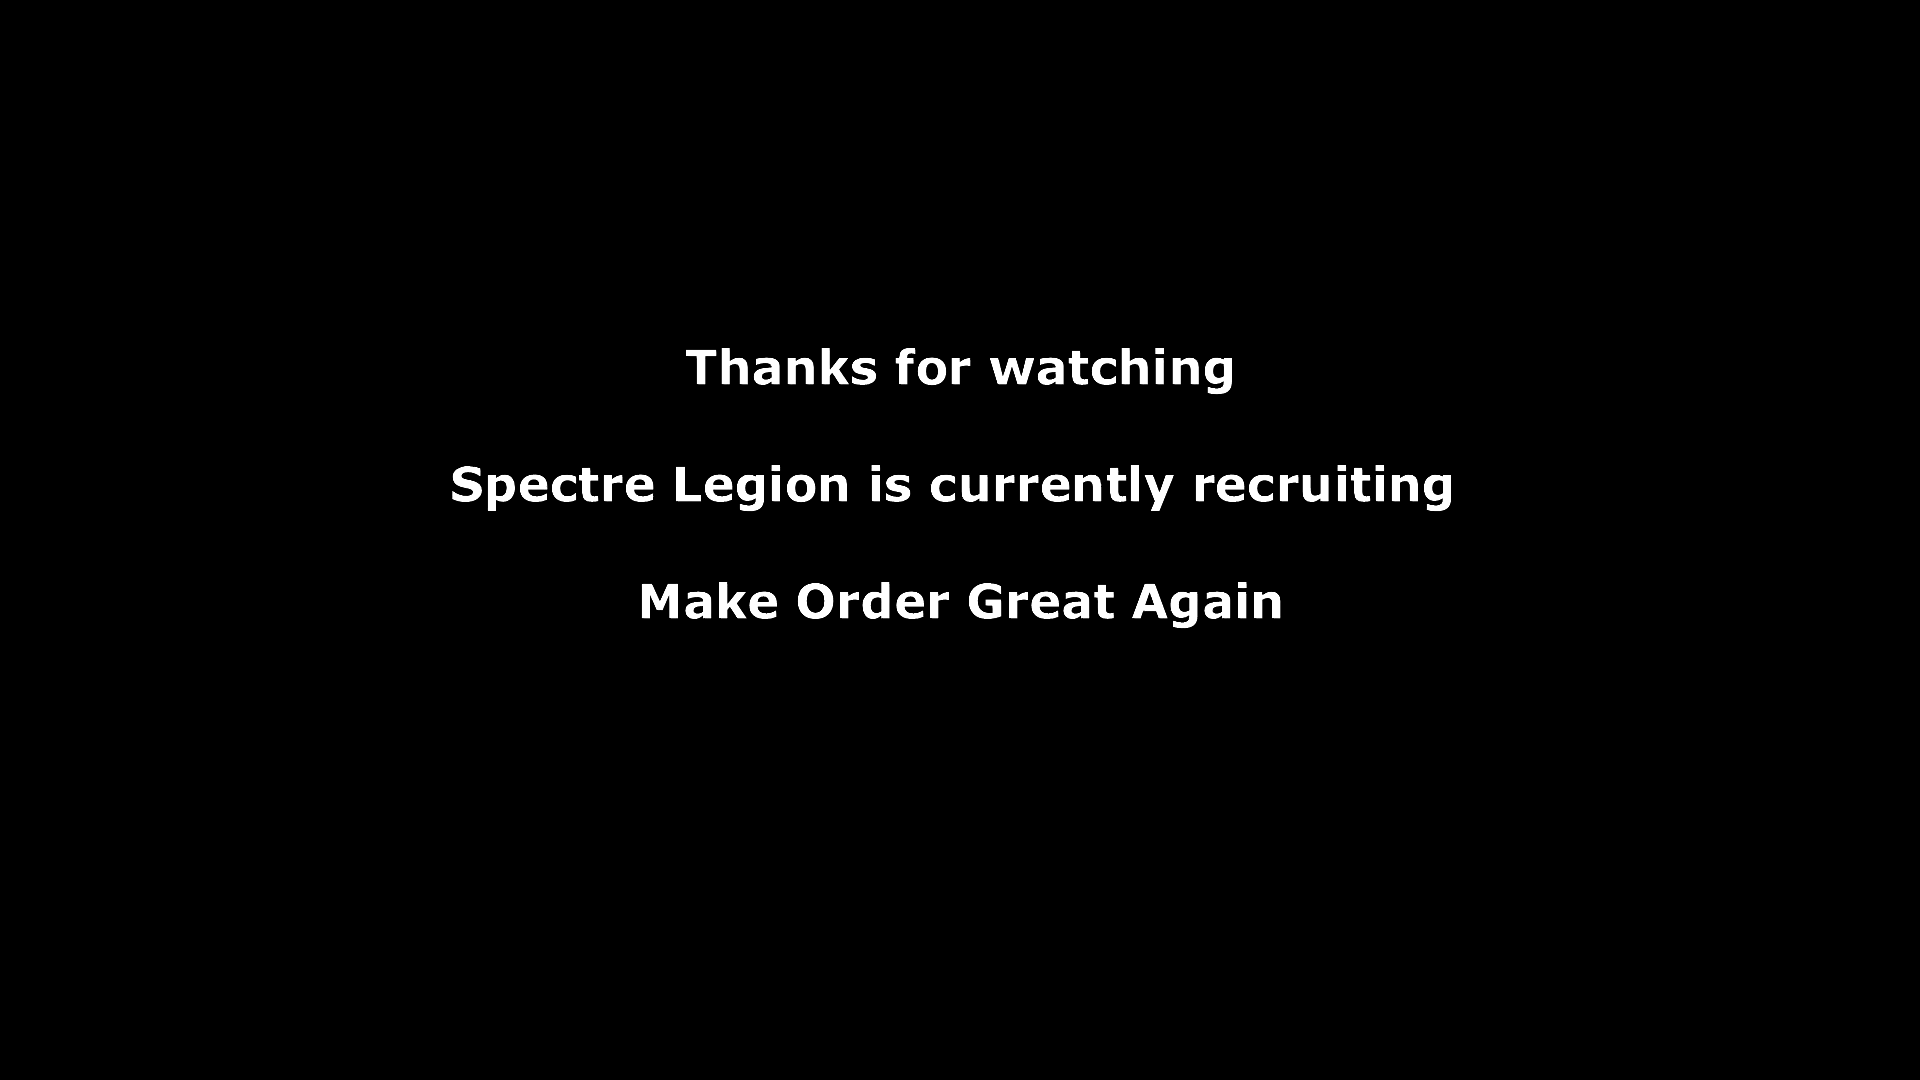 Thanks for watching
Spectre Legion is currently recruiting
Make Order Great Again